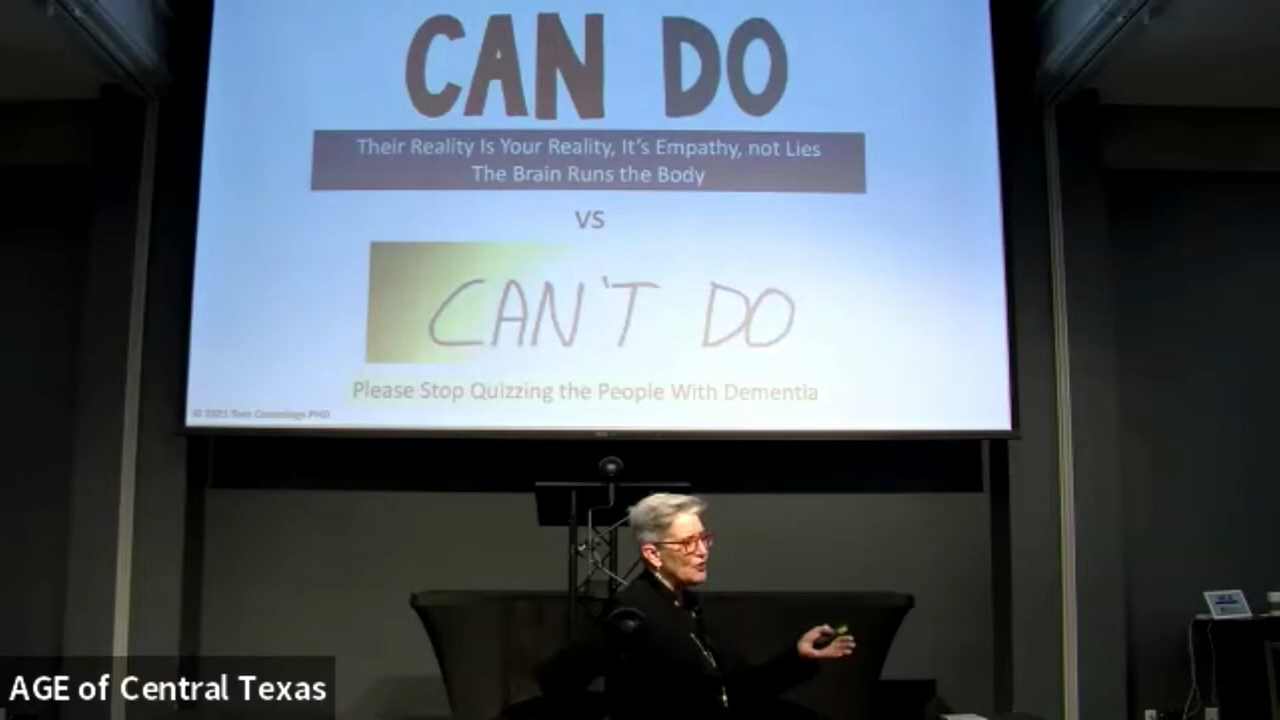 CAN DO
Their Reality Is Your Reality, It's Empathy, not Lies
The Brain Runs the Body
vs
CAN'T DO
Please Stop Quizzing the People With Dementia
PHD
AGE of Central Texas